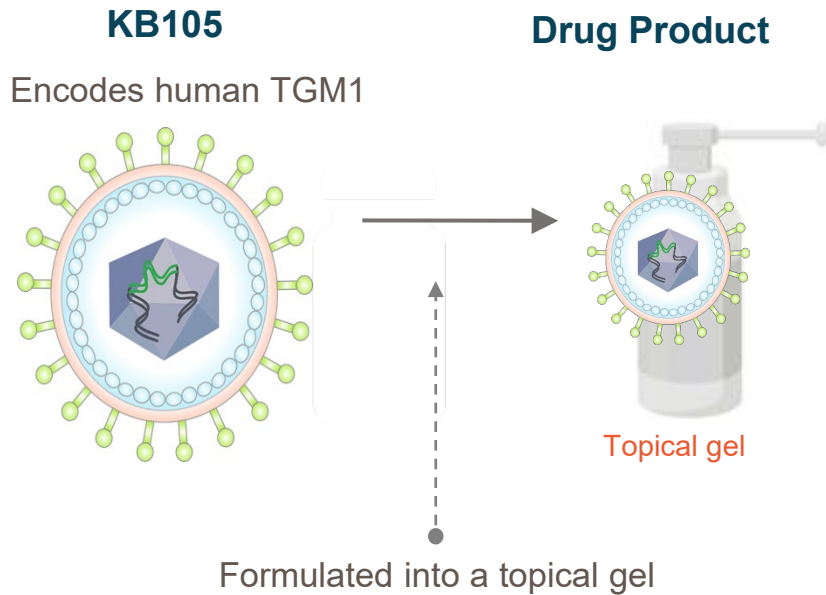 KB105
Drug Product
Encodes human TGM1
Topical gel
Formulated into a topical gel